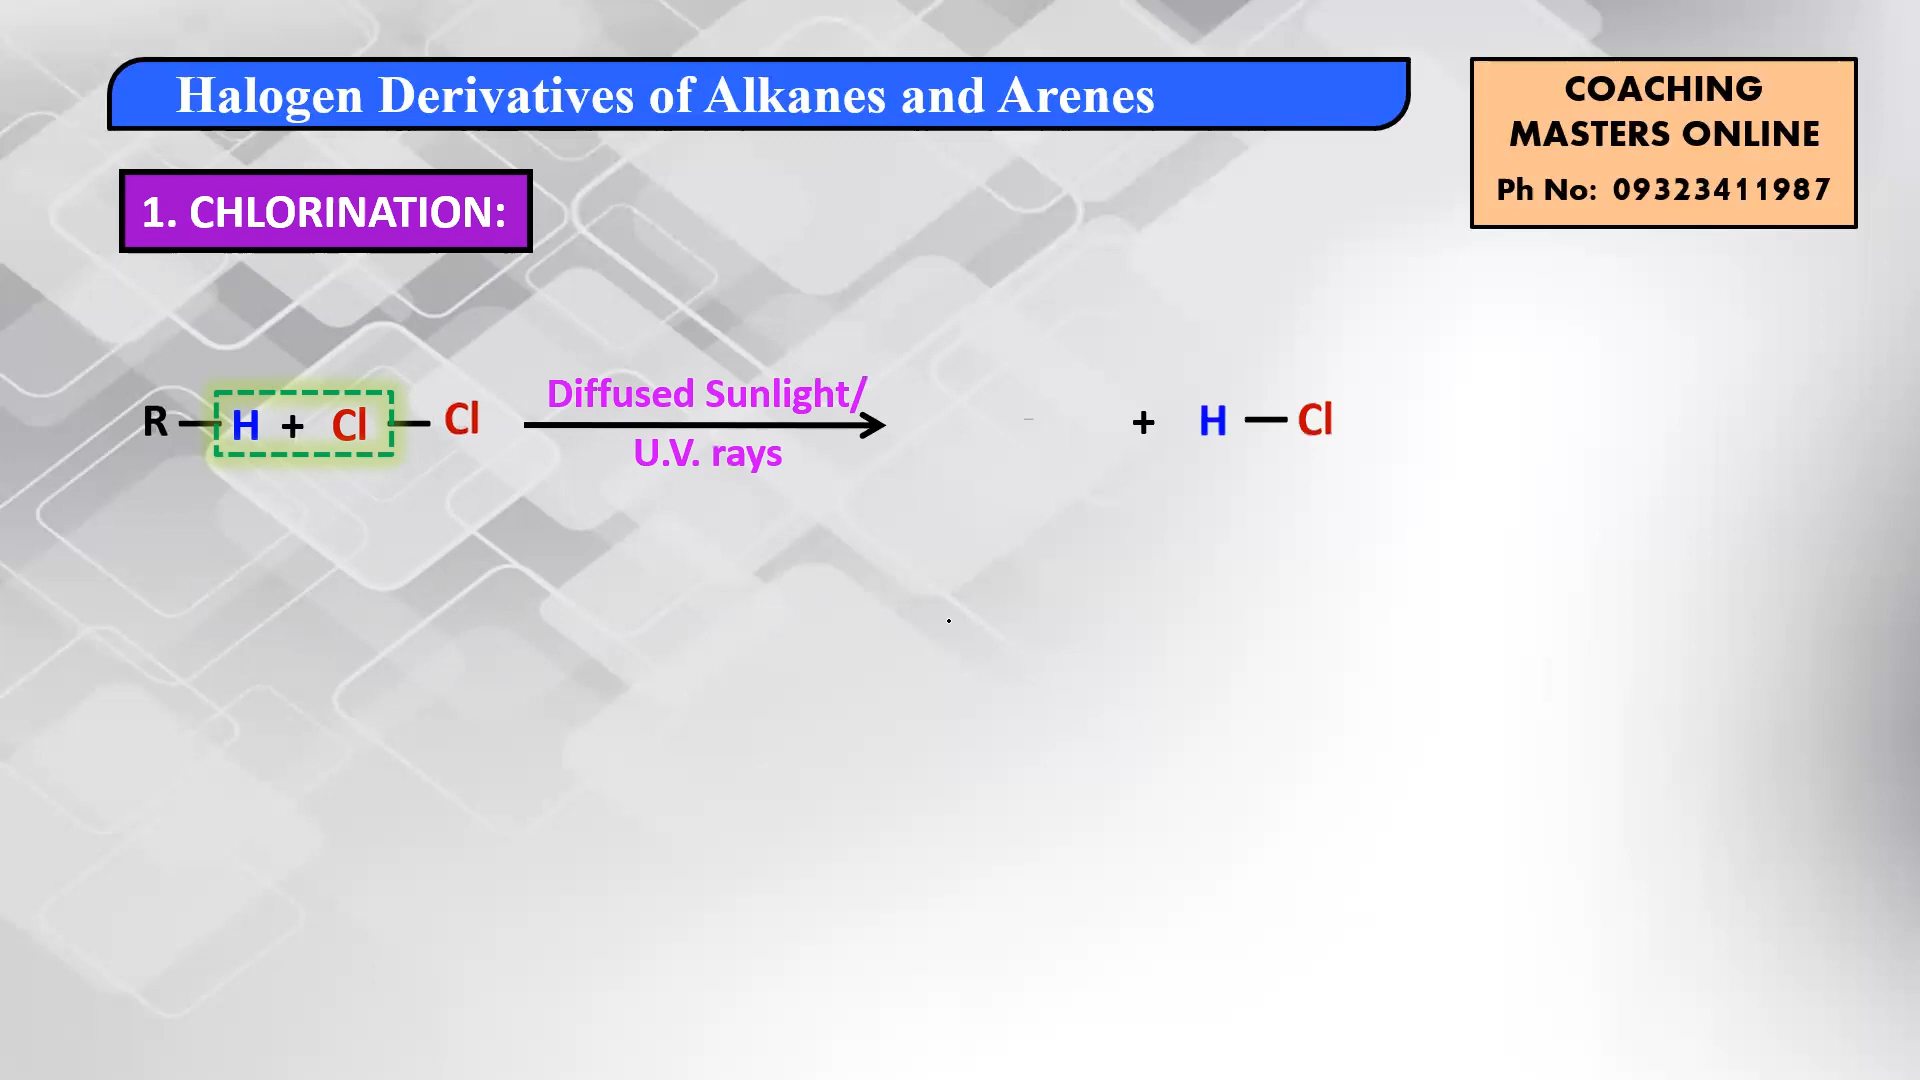 Halogen Derivatives of Alkanes and Arenes
COACHING
MASTERS ONLINE
Ph No: 09323411987
1. CHLORINATION:
Diffused Sunlight/
R — H + Cl — Cl → + H — Cl
U.V. rays